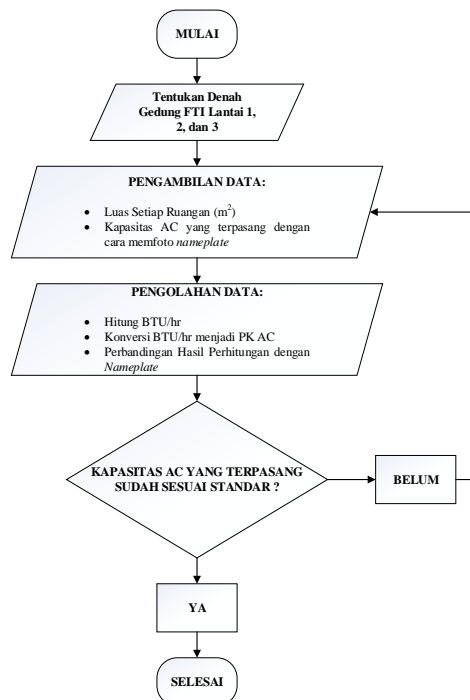 MULAI
Tentukan Denah
Gedung FTI Lantai 1,
2, dan 3
PENGAMBILAN DATA:
• Luas Setiap Ruangan (m²)
• Kapasitas AC yang terpasang dengan
cara memfoto nameplate
PENGOLAHAN DATA:
• Hitung BTU/hr
• Konversi BTU/hr menjadi PK AC
• Perbandingan Hasil Perhitungan dengan
Nameplate
KAPASITAS AC YANG TERPASANG
SUDAH SESUAI STANDAR ?
BELUM
YA
SELESAI